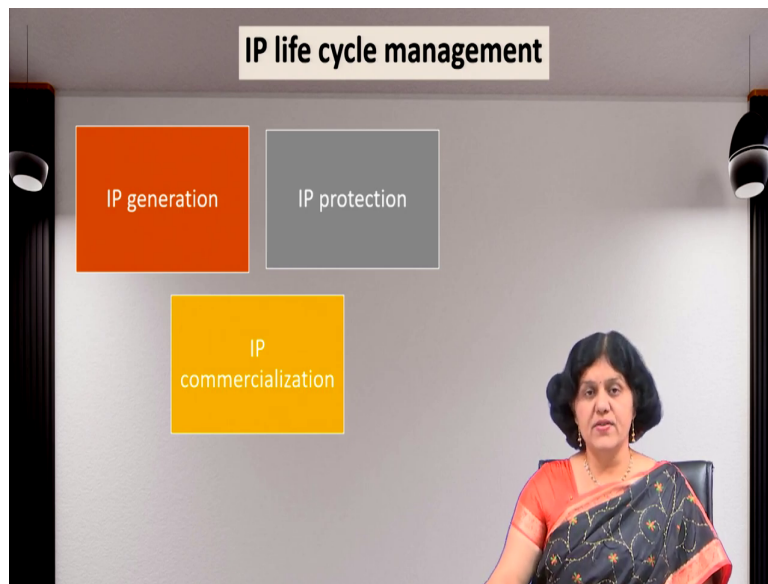 IP life cycle management
IP generation
IP protection
IP
commercialization